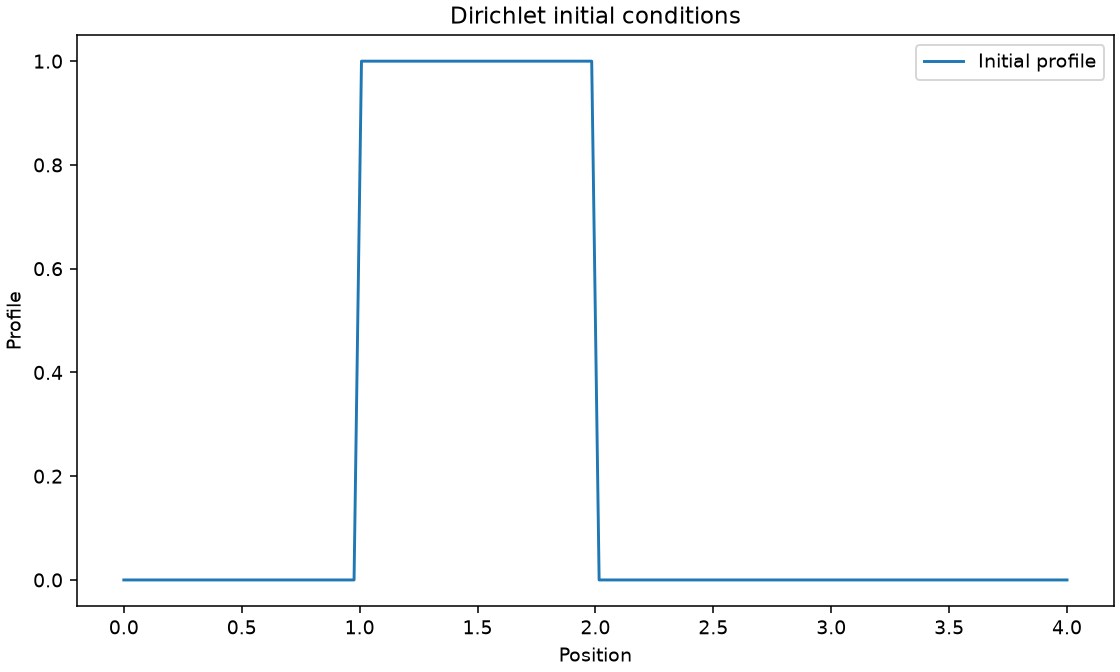 Dirichlet initial conditions
Initial profile
1.0
0.8
0.6
0.4
0.2
0.0
Profile
0.0 0.5 1.0 1.5 2.0 2.5 3.0 3.5 4.0
Position